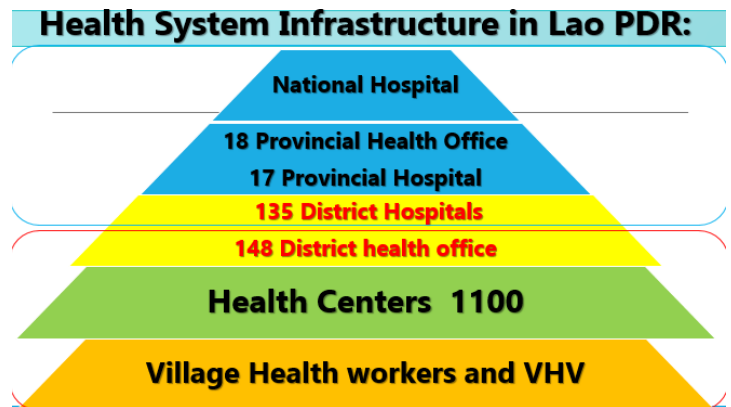 Health System Infrastructure in Lao PDR:
National Hospital
18 Provincial Health Office
17 Provincial Hospital
135 District Hospitals
148 District health office
Health Centers 1100
Village Health workers and VHV